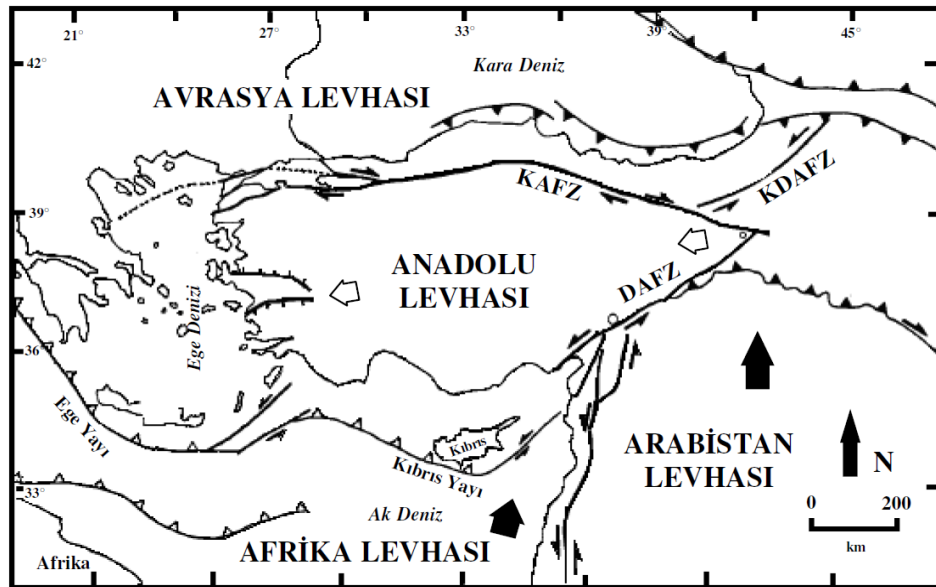 21°
27°
33°
39°
45°
42°
Kara Deniz
AVRASYA LEVHASI
KAFZ
KDAFZ
39°
ANADOLU
LEVHASI
DAFZ
Ege Denizi
36°
Ege Yayı
Kıbrıs
Kıbrıs Yayı
ARABİSTAN
LEVHASI
N
33°
0 200
km
Ak Deniz
AFRİKA LEVHASI
Afrika